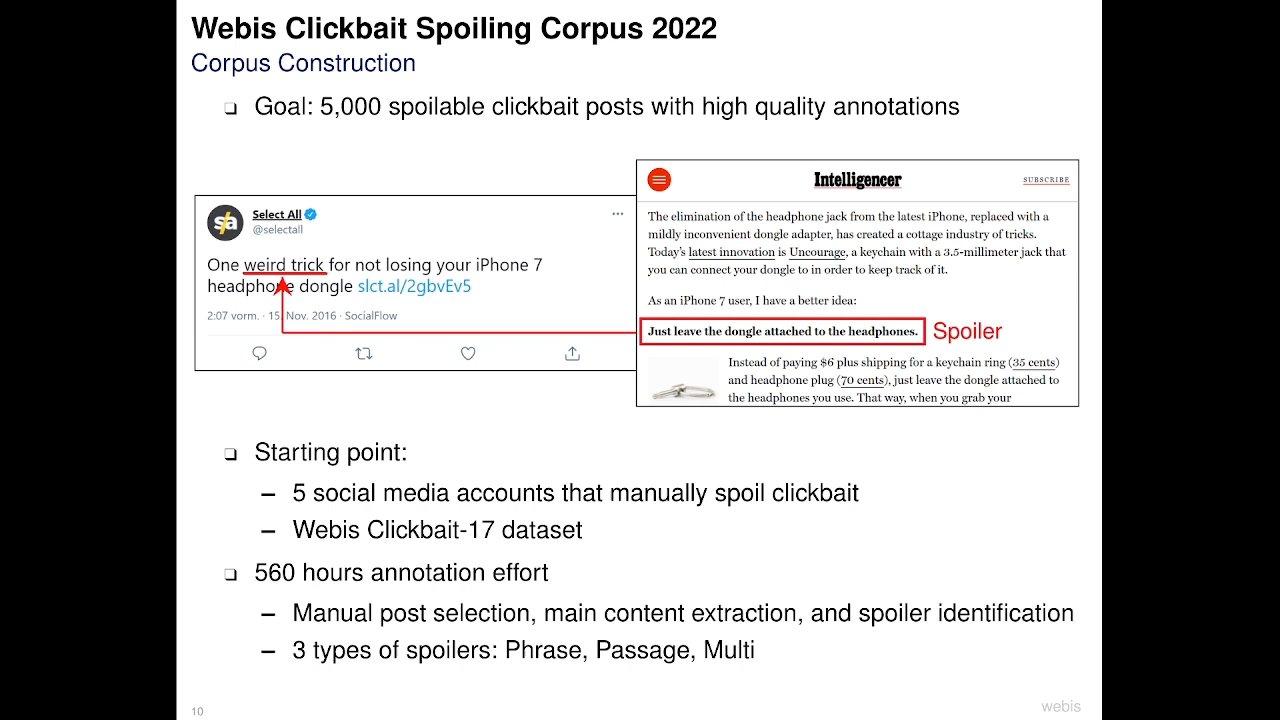 Webis Clickbait Spoiling Corpus 2022
Corpus Construction
❏ Goal: 5,000 spoilable clickbait posts with high quality annotations
s/a
Select All
@selectall
...
One weird trick for not losing your iPhone 7
headphone dongle slct.al/2gbvEv5
2:07 vorm. · 15. Nov. 2016 · SocialFlow
Intelligencer
SUBSCRIBE
The elimination of the headphone jack from the latest iPhone, replaced with a
mildly inconvenient dongle adapter, has created a cottage industry of tricks.
Today's latest innovation is Uncourage, a keychain with a 3.5-millimeter jack that
you can connect your dongle to in order to keep track of it.
As an iPhone 7 user, I have a better idea:
Just leave the dongle attached to the headphones.
Spoiler
Instead of paying $6 plus shipping for a keychain ring (35 cents)
and headphone plug (70 cents), just leave the dongle attached to
the headphones you use. That way, when you grab your
❏ Starting point:
– 5 social media accounts that manually spoil clickbait
– Webis Clickbait-17 dataset
❏ 560 hours annotation effort
– Manual post selection, main content extraction, and spoiler identification
– 3 types of spoilers: Phrase, Passage, Multi
10
webis